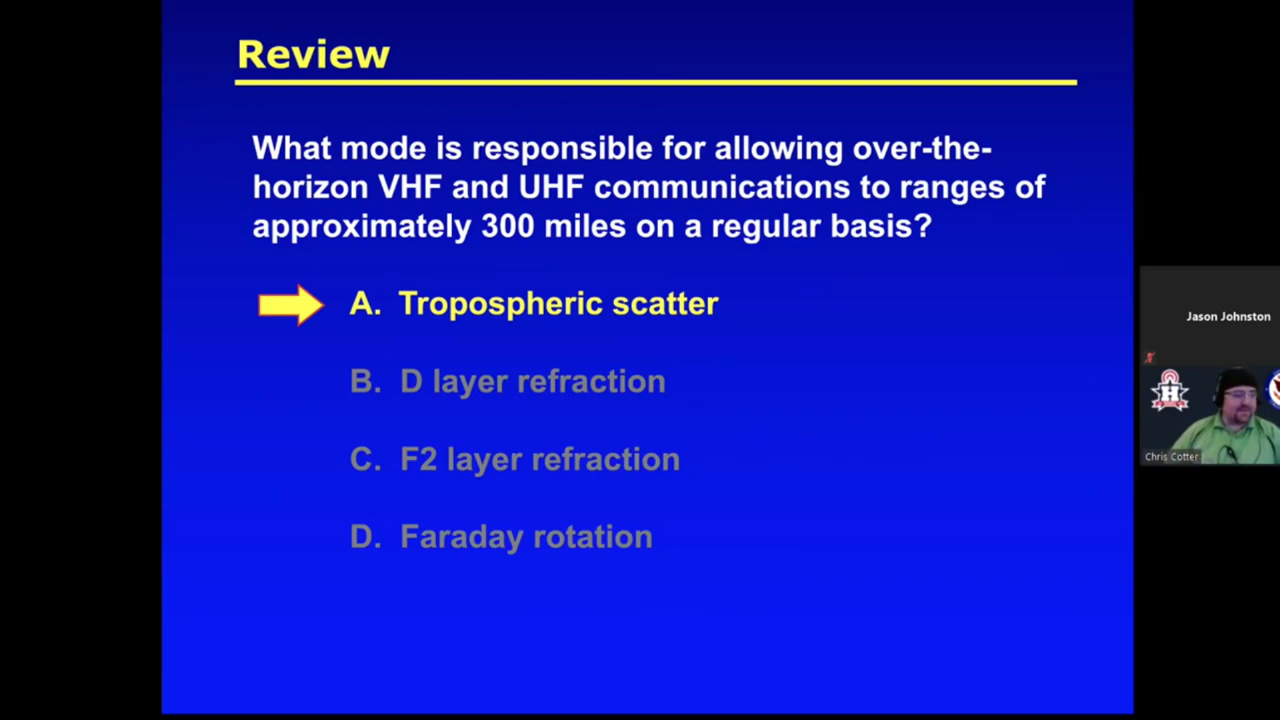 Review
What mode is responsible for allowing over-the-
horizon VHF and UHF communications to ranges of
approximately 300 miles on a regular basis?
A. Tropospheric scatter
B. D layer refraction
C. F2 layer refraction
D. Faraday rotation
Jason Johnston
H
Chris Cotter